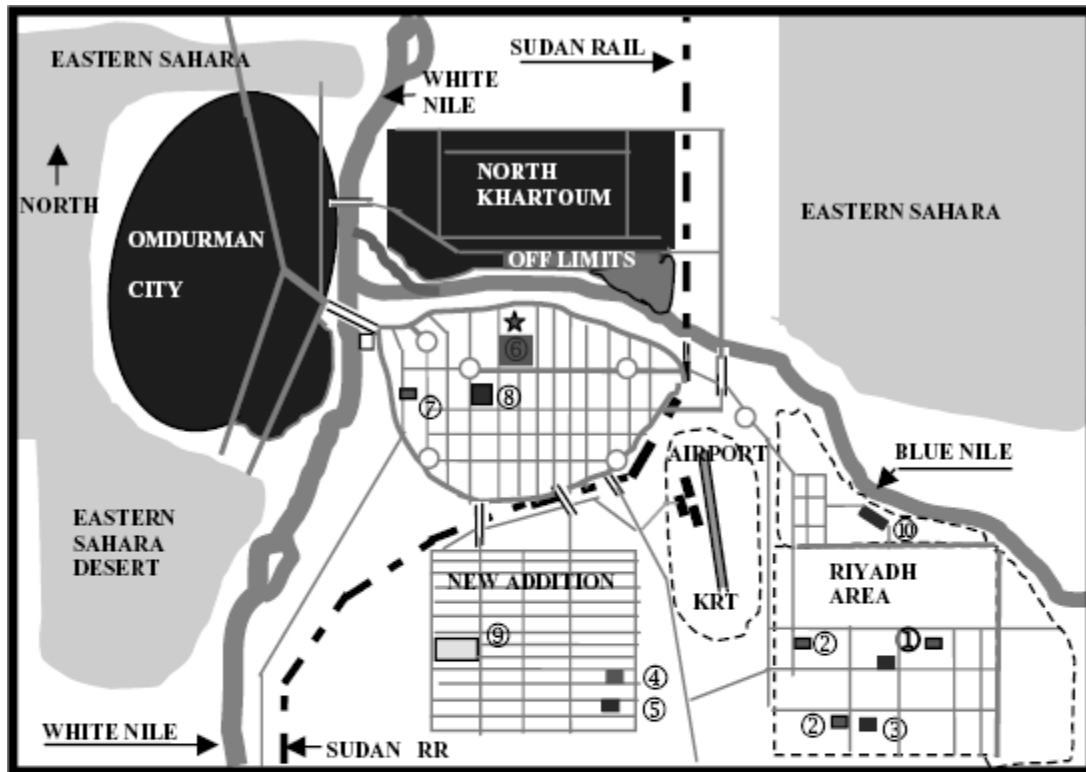 EASTERN SAHARA
SUDAN RAIL
WHITE
NILE
NORTH
NORTH
KHARTOUM
EASTERN SAHARA
OMDURMAN
CITY
OFF LIMITS
⑥
⑦
⑧
AIRPORT
BLUE NILE
EASTERN
SAHARA
DESERT
⑩
NEW ADDITION
KRT
RIYADH
AREA
⑨
②
①
④
⑤
②
③
WHITE NILE
SUDAN RR